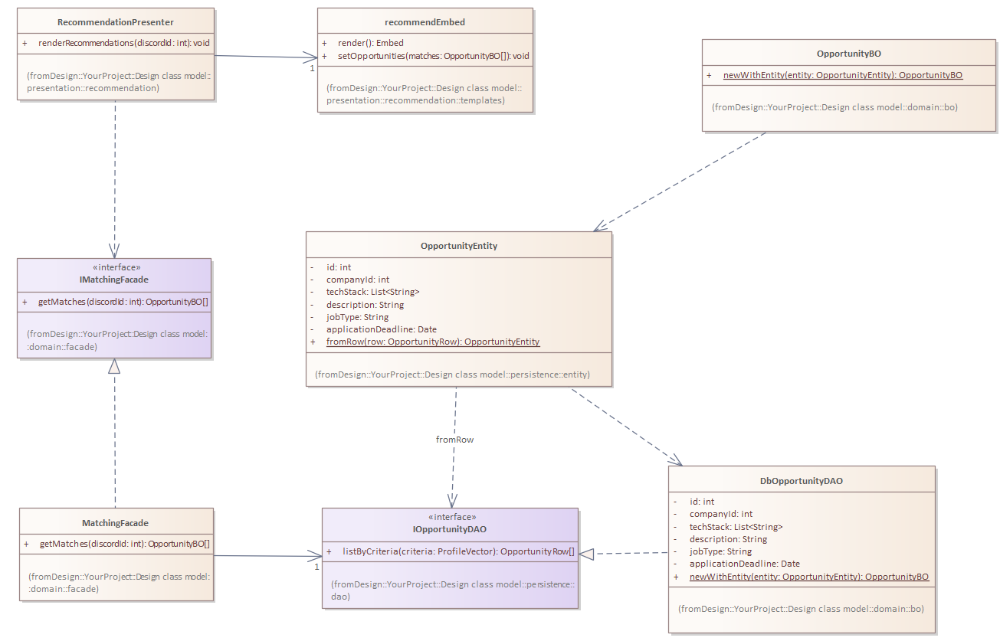 RecommendationPresenter
+ renderRecommendations(discordId: int): void
(fromDesign::YourProject::Design class model::
presentation::recommendation)
recommendEmbed
+ render(): Embed
+ setOpportunities(matches: OpportunityBO[]): void
(fromDesign::YourProject::Design class model::
presentation::recommendation::templates)
1
OpportunityBO
+ newWithEntity(entity: OpportunityEntity): OpportunityBO
(fromDesign::YourProject::Design class model::domain::bo)
OpportunityEntity
- id: int
- companyId: int
- techStack: List<String>
- description: String
- jobType: String
- applicationDeadline: Date
+ fromRow(row: OpportunityRow): OpportunityEntity
(fromDesign::YourProject::Design class model::persistence::entity)
«interface»
IMatchingFacade
+ getMatches(discordId: int): OpportunityBO[]
(fromDesign::YourProject::Design class model:
:domain::facade)
fromRow
MatchingFacade
+ getMatches(discordId: int): OpportunityBO[]
(fromDesign::YourProject::Design class model:
:domain::facade)
1
«interface»
IOpportunityDAO
+ listByCriteria(criteria: ProfileVector): OpportunityRow[]
(fromDesign::YourProject::Design class model::persistence::
dao)
DbOpportunityDAO
- id: int
- companyId: int
- techStack: List<String>
- description: String
- jobType: String
- applicationDeadline: Date
+ newWithEntity(entity: OpportunityEntity): OpportunityBO
(fromDesign::YourProject::Design class model::domain::bo)